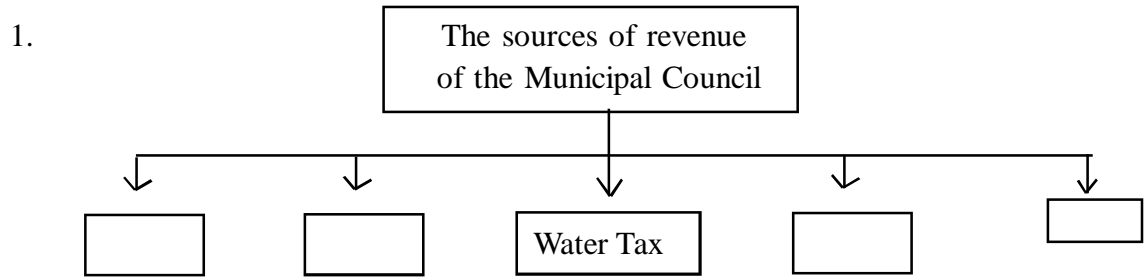 1.
The sources of revenue
of the Municipal Council
Water Tax